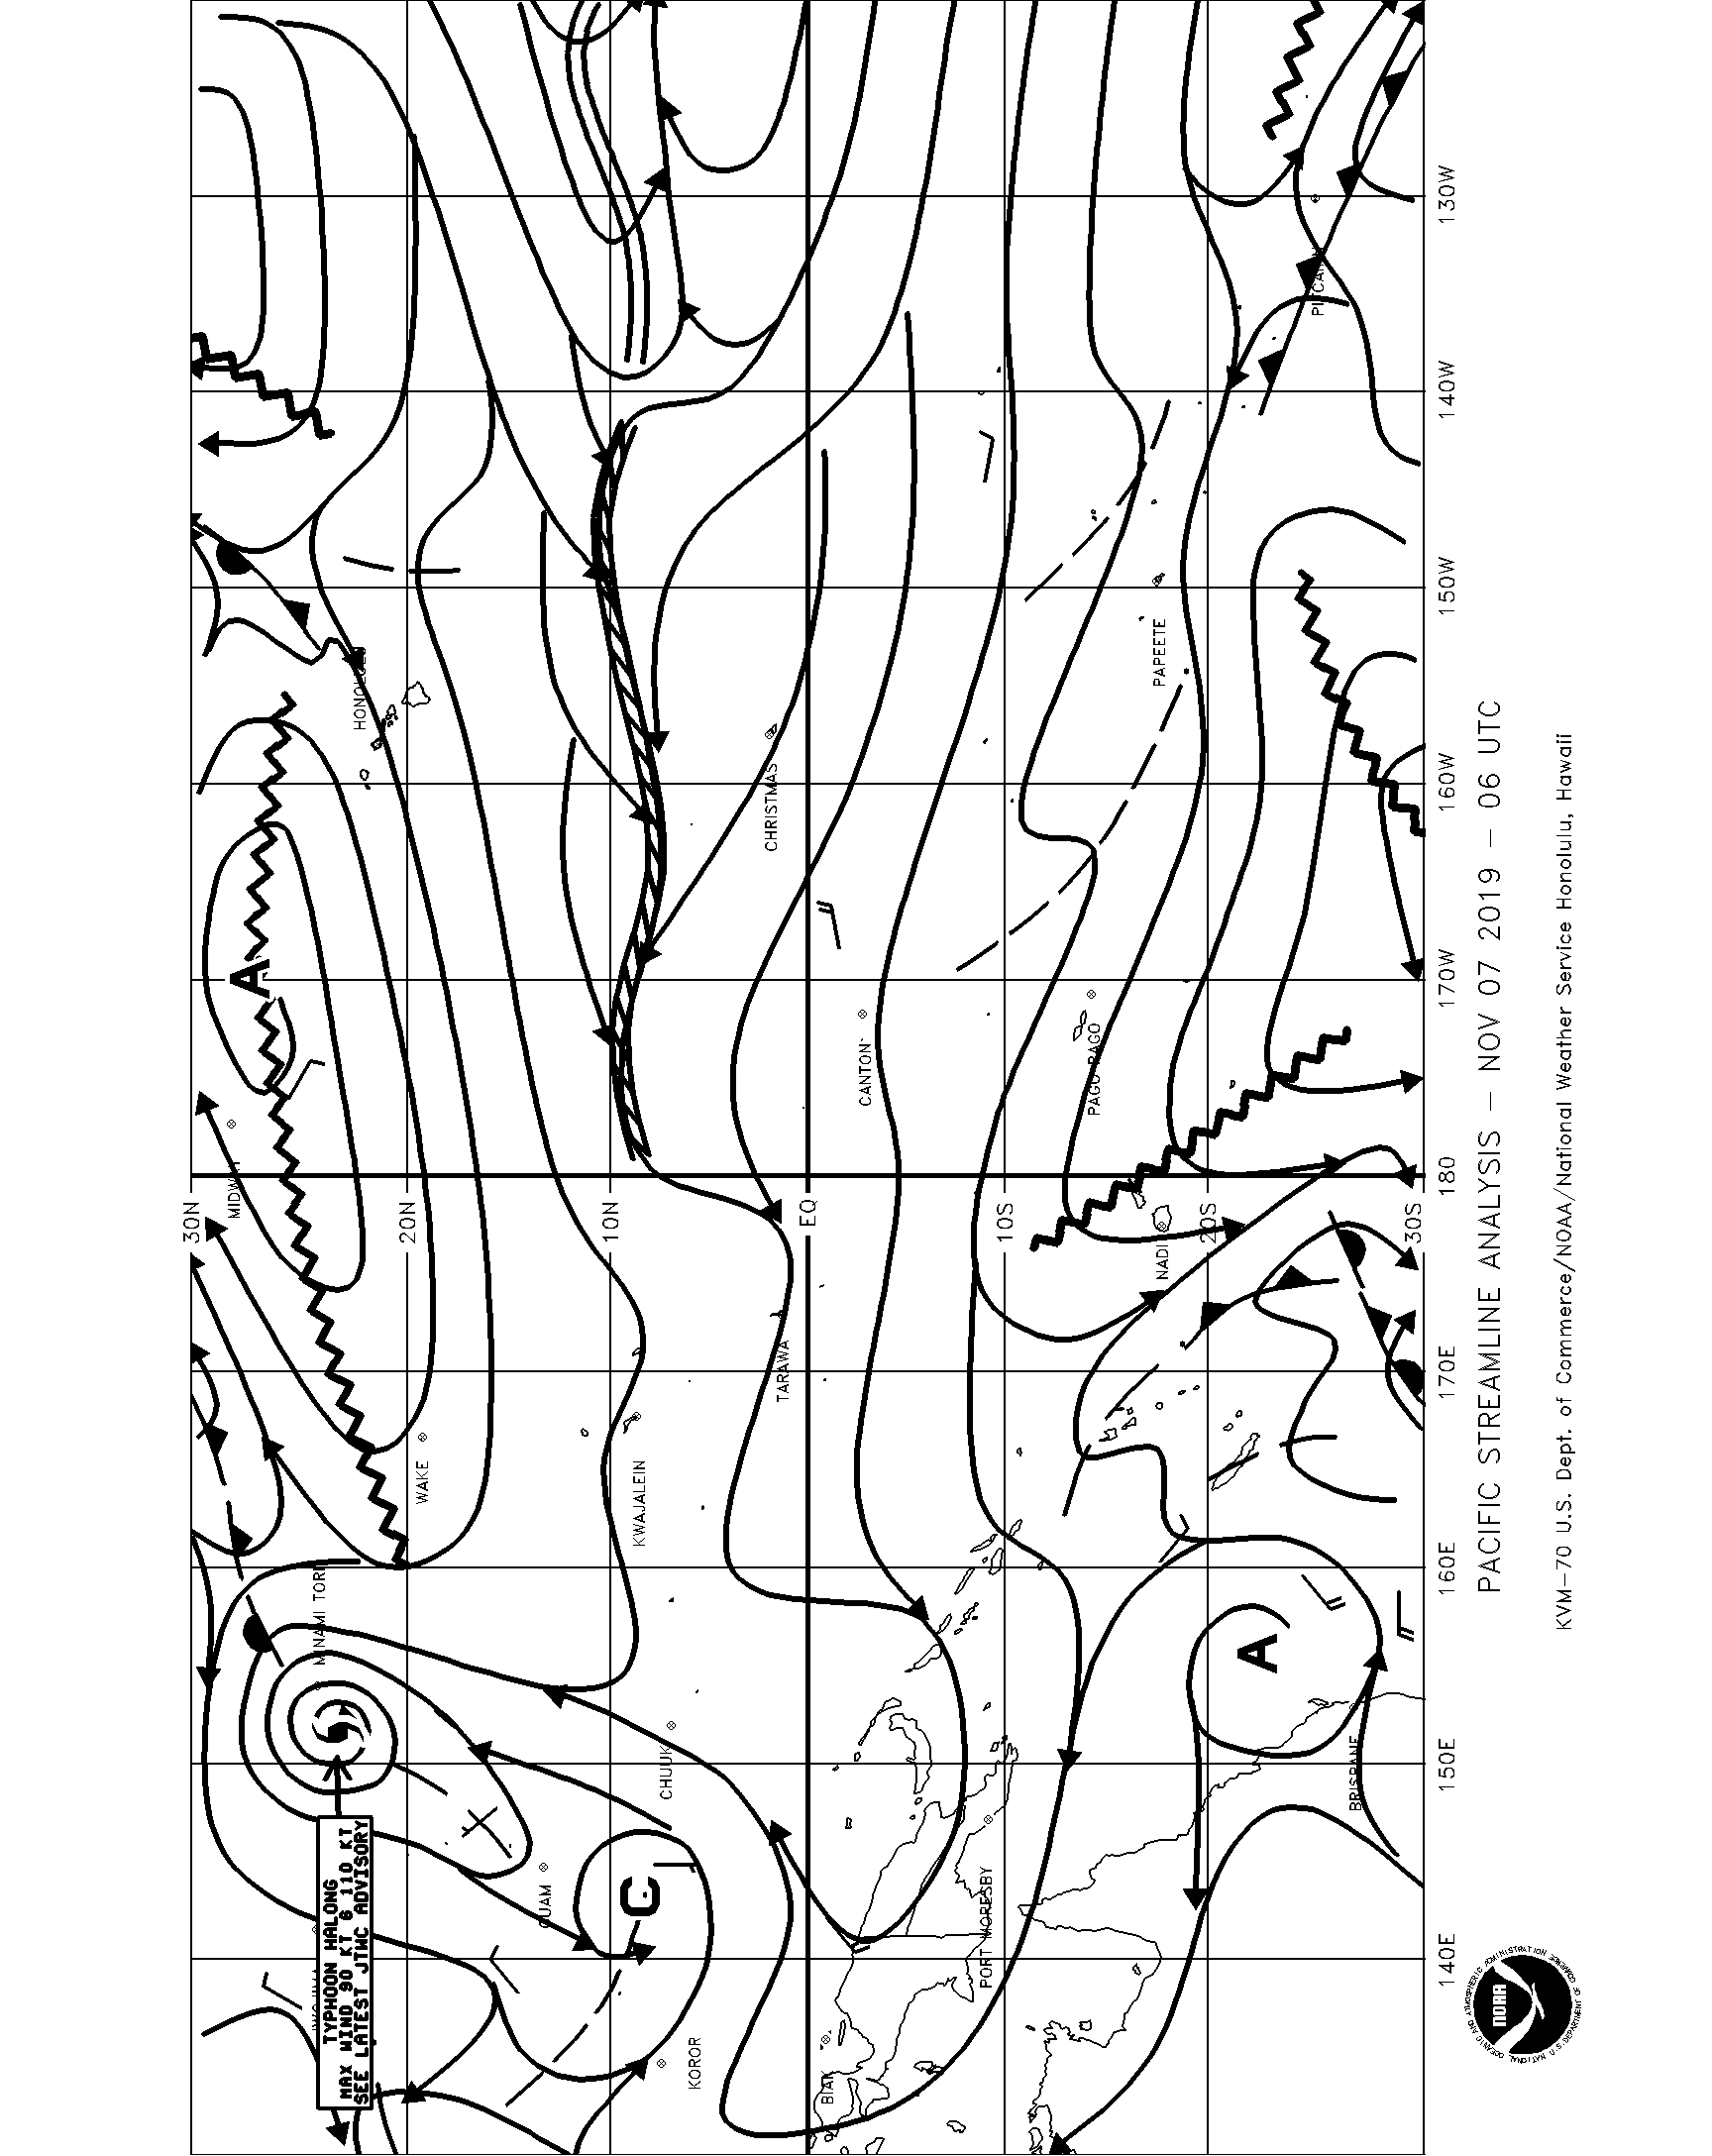 TYPHOON HALONG
MAX WIND 90 KT G 110 KT
SEE LATEST JTWC ADVISORY
30N
20N
10N
EQ
10S
20S
30S
140E
150E
160E
170E
180
170W
160W
150W
140W
130W
MINAMI TORI
MIDWAY
HONOLULU
WAKE
GUAM
CHUUK
KOROR
KWAJALEIN
TARAWA
CHRISTMAS
CANTON
BIAK
PORT MORESBY
PAGO PAGO
NADI
PAPEETE
PITCAIRN
BRISBANE
A
C
A
PACIFIC STREAMLINE ANALYSIS - NOV 07 2019 - 06 UTC
KVM-70 U.S. Dept. of Commerce/NOAA/National Weather Service Honolulu, Hawaii
NOAA
NATIONAL OCEANIC AND ATMOSPHERIC ADMINISTRATION
U.S. DEPARTMENT OF COMMERCE